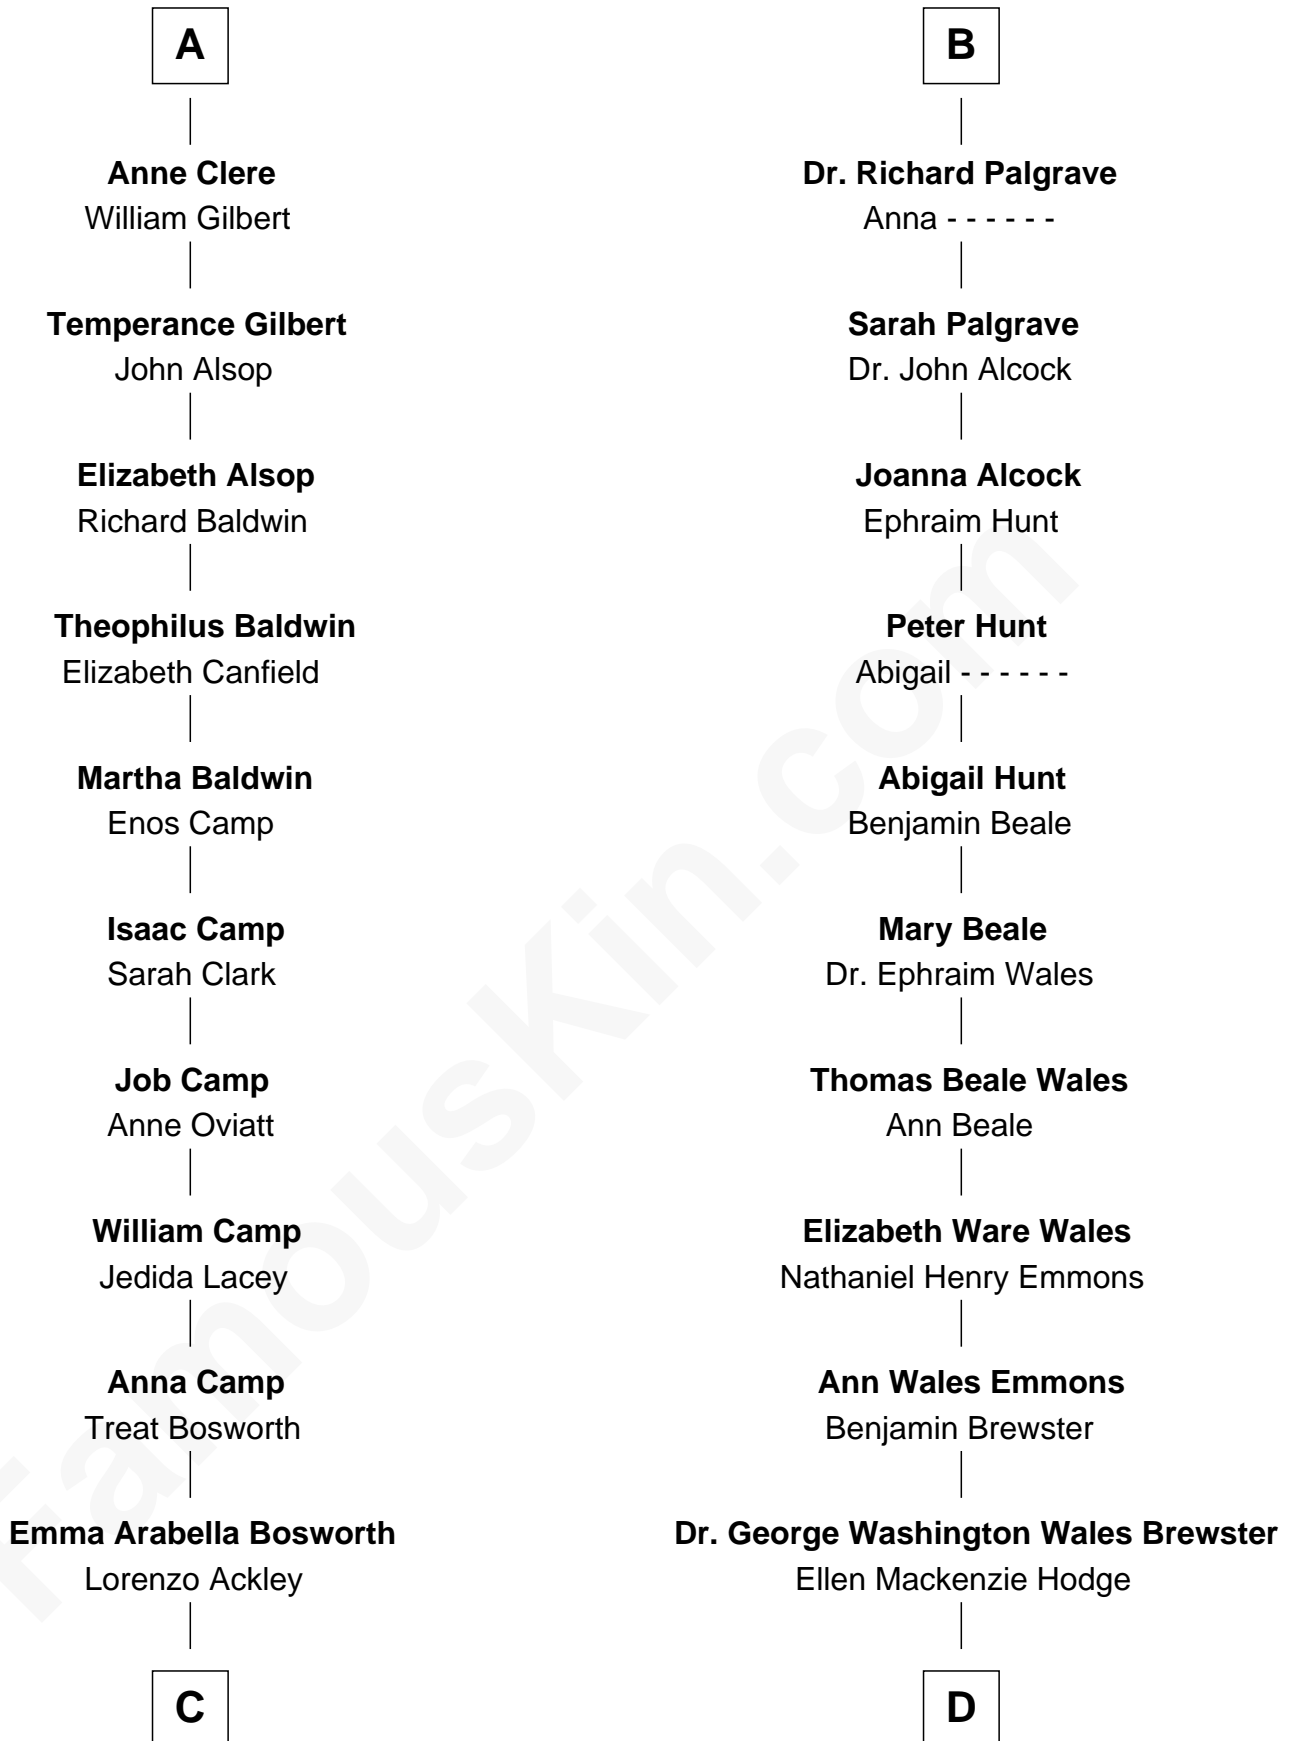 A
Anne Clere
William Gilbert
Temperance Gilbert
John Alsop
Elizabeth Alsop
Richard Baldwin
Theophilus Baldwin
Elizabeth Canfield
Martha Baldwin
Enos Camp
Isaac Camp
Sarah Clark
Job Camp
Anne Oviatt
William Camp
Jedida Lacey
Anna Camp
Treat Bosworth
Emma Arabella Bosworth
Lorenzo Ackley
C
B
Dr. Richard Palgrave
Anna - - - - - -
Sarah Palgrave
Dr. John Alcock
Joanna Alcock
Ephraim Hunt
Peter Hunt
Abigail - - - - - -
Abigail Hunt
Benjamin Beale
Mary Beale
Dr. Ephraim Wales
Thomas Beale Wales
Ann Beale
Elizabeth Ware Wales
Nathaniel Henry Emmons
Ann Wales Emmons
Benjamin Brewster
Dr. George Washington Wales Brewster
Ellen Mackenzie Hodge
D
FamousKin.com